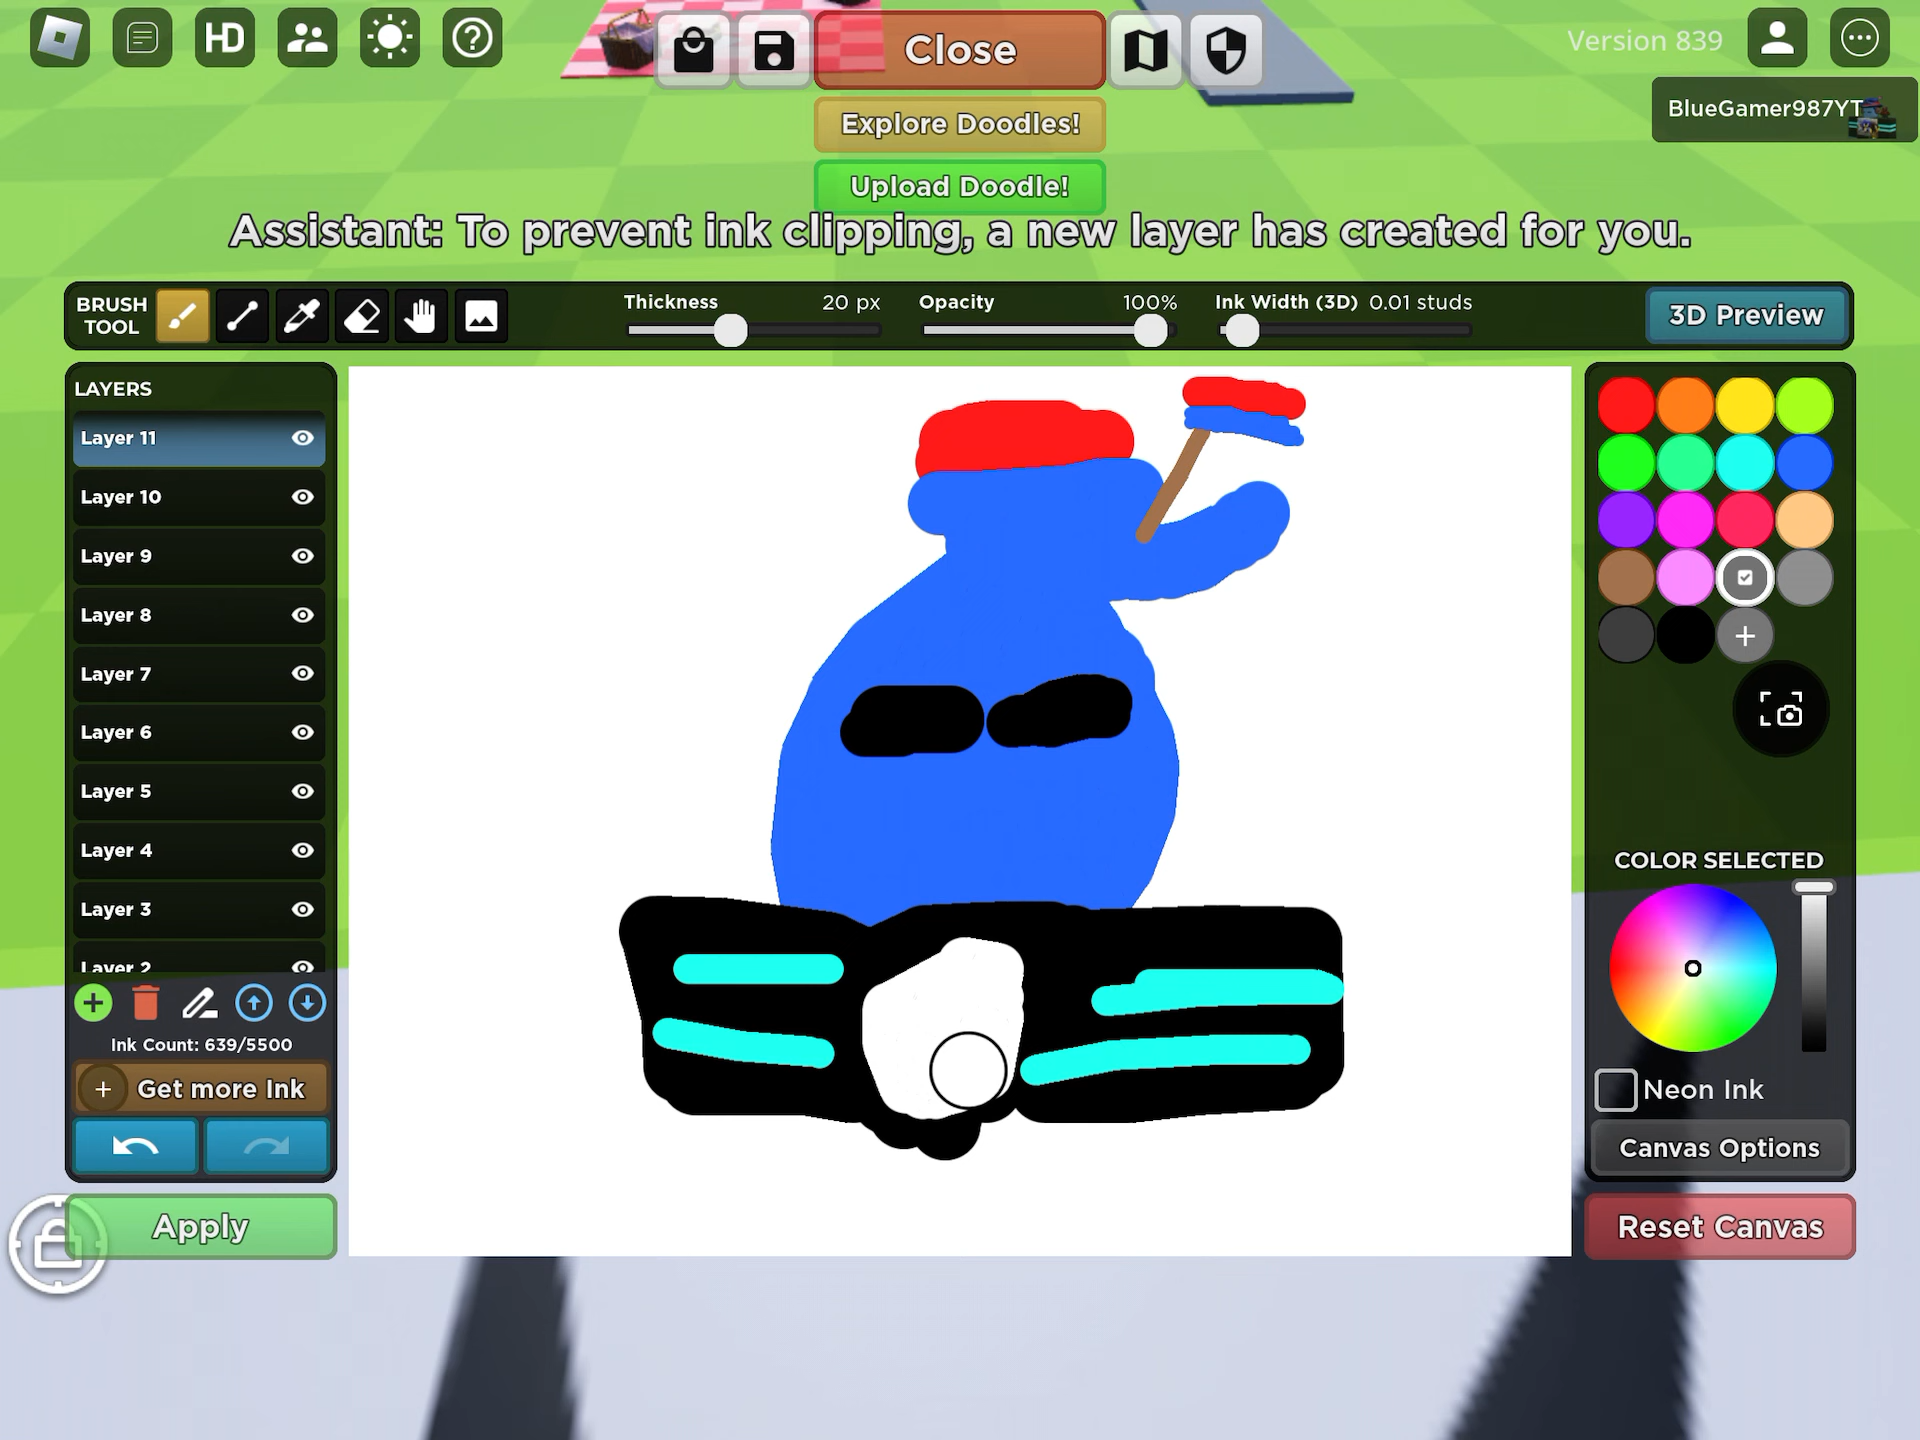 HD
Close
Version 839
BlueGamer987YT
Explore Doodles!
Upload Doodle!
Assistant: To prevent ink clipping, a new layer has created for you.
BRUSH
TOOL
Thickness 20 px
Opacity 100%
Ink Width (3D) 0.01 studs
3D Preview
LAYERS
Layer 11
Layer 10
Layer 9
Layer 8
Layer 7
Layer 6
Layer 5
Layer 4
Layer 3
Layer 2
Ink Count: 639/5500
+ Get more Ink
Apply
COLOR SELECTED
Neon Ink
Canvas Options
Reset Canvas